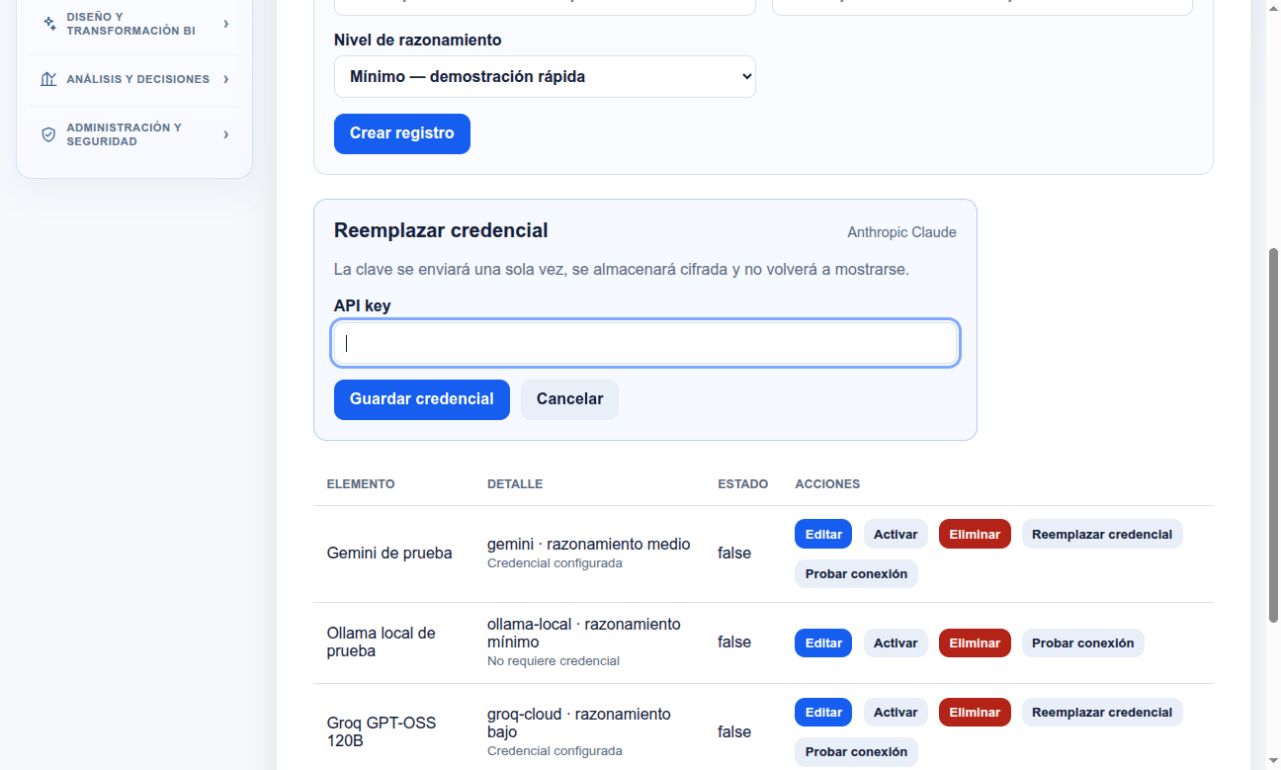 DISEÑO Y
TRANSFORMACIÓN BI
ANÁLISIS Y DECISIONES
ADMINISTRACIÓN Y
SEGURIDAD
Nivel de razonamiento
Mínimo — demostración rápida
Crear registro
Reemplazar credencial
Anthropic Claude
La clave se enviará una sola vez, se almacenará cifrada y no volverá a mostrarse.
API key
Guardar credencial
Cancelar
ELEMENTO DETALLE ESTADO ACCIONES
Gemini de prueba
gemini · razonamiento medio
Credencial configurada
false
Editar Activar Eliminar Reemplazar credencial
Probar conexión
Ollama local de
prueba
ollama-local · razonamiento
mínimo
No requiere credencial
false
Editar Activar Eliminar Probar conexión
Groq GPT-OSS
120B
groq-cloud · razonamiento
bajo
Credencial configurada
false
Editar Activar Eliminar Reemplazar credencial
Probar conexión